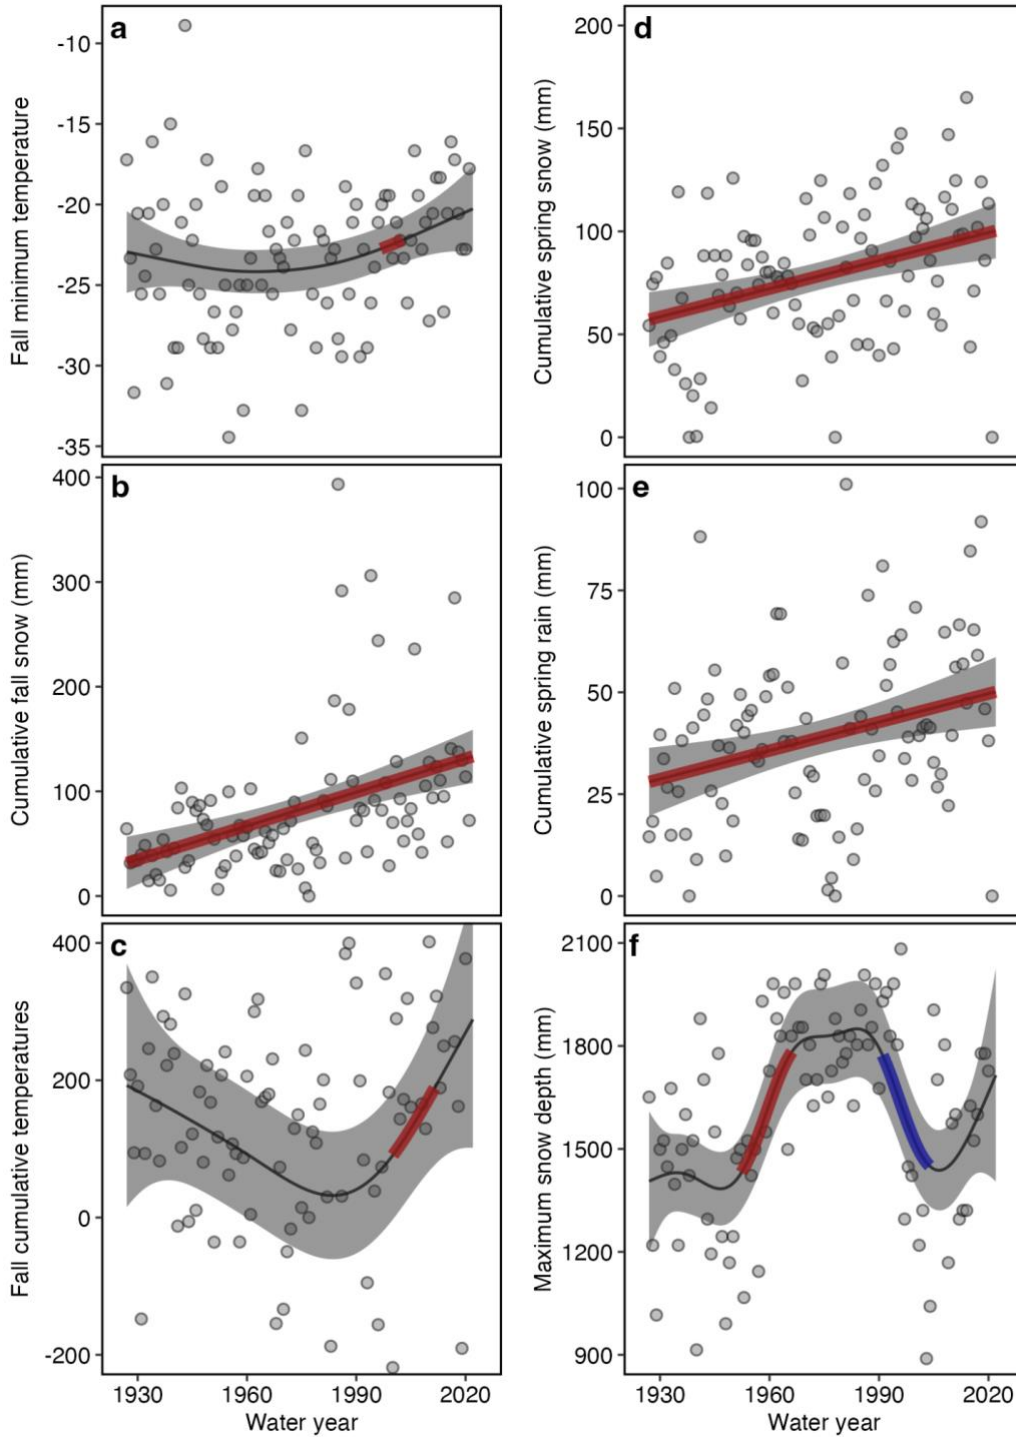 a
Fall minimum temperature
-10
-15
-20
-25
-30
-35
d
Cumulative spring snow (mm)
200
150
100
50
0
b
Cumulative fall snow (mm)
400
300
200
100
0
e
Cumulative spring rain (mm)
100
75
50
25
0
c
Fall cumulative temperatures
400
200
0
-200
1930 1960 1990 2020
Water year
f
Maximum snow depth (mm)
2100
1800
1500
1200
900
1930 1960 1990 2020
Water year